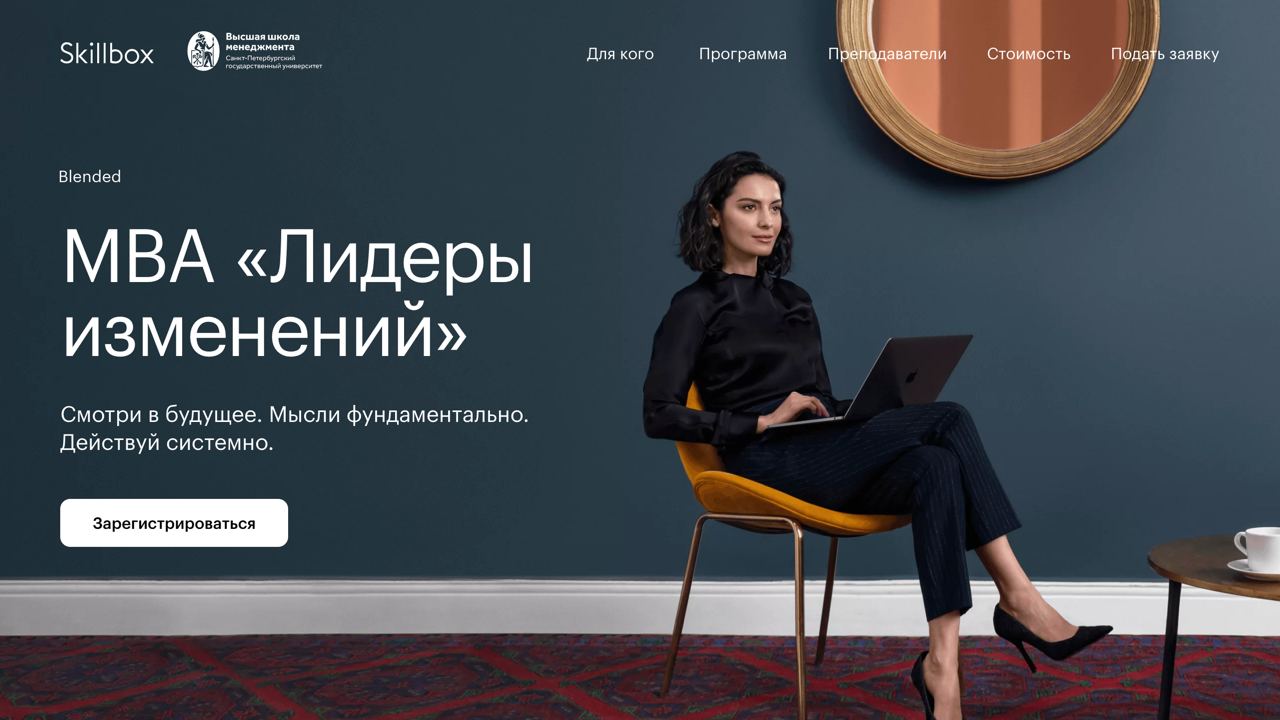 Skillbox
Высшая школа
менеджмента
Санкт-Петербургский
государственный университет
Для кого
Программа
Преподаватели
Стоимость
Подать заявку
Blended
MBA «Лидеры
изменений»
Смотри в будущее. Мысли фундаментально.
Действуй системно.
Зарегистрироваться